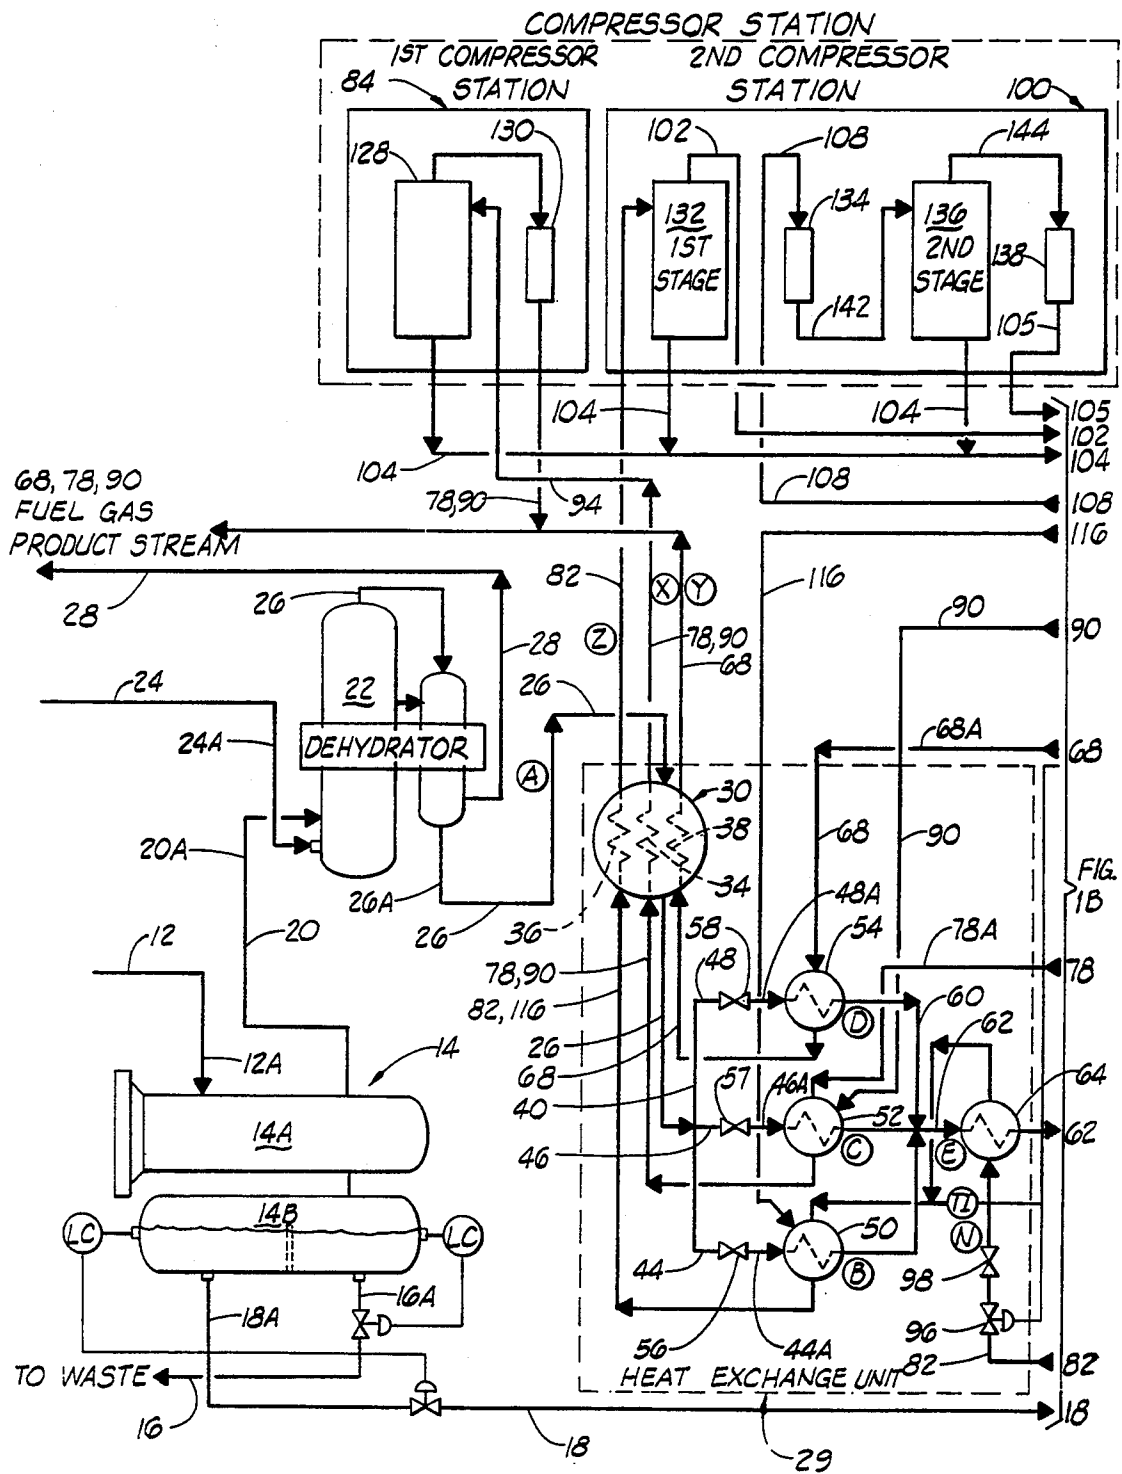 COMPRESSOR STATION
1ST COMPRESSOR
STATION
2ND COMPRESSOR
STATION
84
100
128
130
102
108
144
132
1ST
STAGE
134
136
2ND
STAGE
138
142
105
104
104
105
102
104
104
94
108
108
78,90
116
68, 78, 90
FUEL GAS
PRODUCT STREAM
28
26
82
X
Y
116
Z
78,90
68
90
90
28
24
22
26
24A
DEHYDRATOR
A
68A
68
30
38
34
68
90
20A
26A
26
36
FIG.
1B
48A
54
58
12
20
78,90
82,116
48
78A
78
D
60
62
26
68
57
46A
14
12A
40
52
64
14A
46
C
E
62
14B
LC
LC
TI
50
N
44
B
98
16A
18A
96
56
44A
82
82
TO WASTE
HEAT EXCHANGE UNIT
16
18
18
29